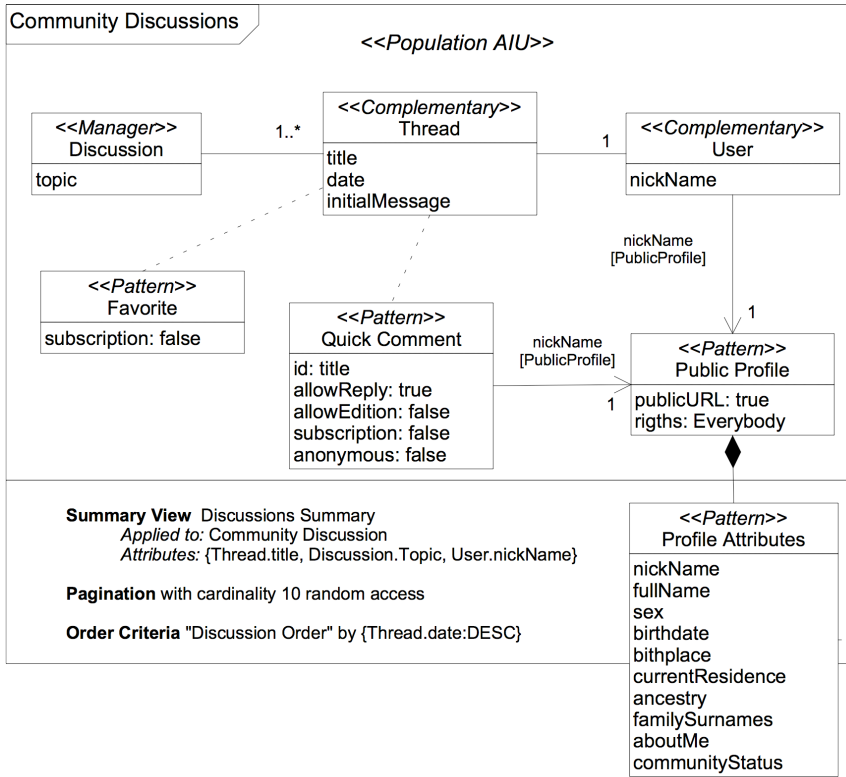 Community Discussions
<<Population AIU>>
<<Manager>>
Discussion
topic
1..*
<<Complementary>>
Thread
title
date
initialMessage
1
<<Complementary>>
User
nickName
nickName
[PublicProfile]
1
<<Pattern>>
Favorite
subscription: false
<<Pattern>>
Quick Comment
id: title
allowReply: true
allowEdition: false
subscription: false
anonymous: false
nickName
[PublicProfile]
1
<<Pattern>>
Public Profile
publicURL: true
rigths: Everybody
Summary View Discussions Summary
Applied to: Community Discussion
Attributes: {Thread.title, Discussion.Topic, User.nickName}
Pagination with cardinality 10 random access
Order Criteria "Discussion Order" by {Thread.date:DESC}
<<Pattern>>
Profile Attributes
nickName
fullName
sex
birthdate
bithplace
currentResidence
ancestry
familySurnames
aboutMe
communityStatus